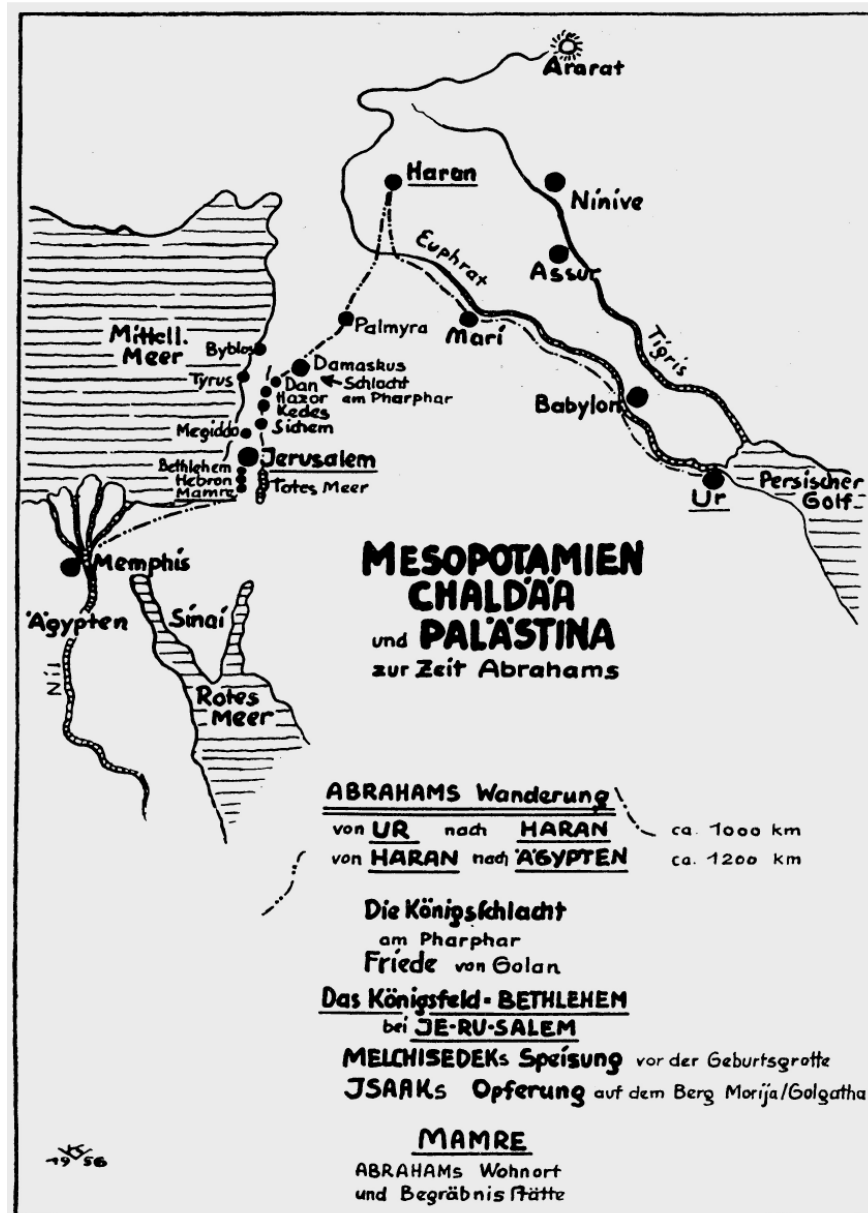 Ararat
Haran
Ninive
Euphrat
Assur
Mittell.
Meer
Byblos
Palmyra
Mari
Tigris
Tyrus
Damaskus
Dan
Schlacht
Hazor
am Pharphar
Kedes
Babylon
Megiddo
Sichem
Jerusalem
Bethlehem
Hebron
Mamre
Totes Meer
Ur
Persischer
Golf
Memphis
MESOPOTAMIEN
CHALDÄA
und PALÄSTINA
zur Zeit Abrahams
Ägypten
Sinai
Nil
Rotes
Meer
ABRAHAMS Wanderung
von UR nach HARAN ca. 1000 km
von HARAN nach ÄGYPTEN ca. 1200 km
Die Königsſchlacht
am Pharphar
Friede von Golan
Das Königsfeld = BETHLEHEM
bei JE-RU-SALEM
MELCHISEDEKs Speisung vor der Geburtsgrotte
JSAAKs Opferung auf dem Berg Morija/Golgatha
MAMRE
ABRAHAMs Wohnort
und Begräbnisſtätte
1956